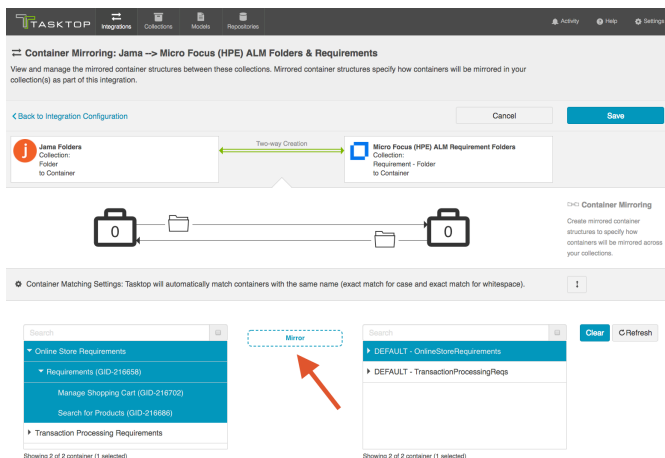 TASKTOP
Integrations
Collections
Models
Repositories
Activity
Help
Settings
Container Mirroring: Jama --> Micro Focus (HPE) ALM Folders & Requirements
View and manage the mirrored container structures between these collections. Mirrored container structures specify how containers will be mirrored in your
collection(s) as part of this integration.
Back to Integration Configuration
Cancel
Save
j
Jama Folders
Collection:
Folder
to Container
Two-way Creation
Micro Focus (HPE) ALM Requirement Folders
Collection:
Requirement - Folder
to Container
0
0
Container Mirroring
Create mirrored container
structures to specify how
containers will be mirrored across
your collections.
Container Matching Settings: Tasktop will automatically match containers with the same name (exact match for case and exact match for whitespace).
Search
Mirror
Search
Clear
Refresh
Online Store Requirements
Requirements (GID-216658)
Manage Shopping Cart (GID-216702)
Search for Products (GID-216686)
Transaction Processing Requirements
DEFAULT - OnlineStoreRequirements
DEFAULT - TransactionProcessingReqs
Showing 2 of 2 container (1 selected)
Showing 2 of 2 container (1 selected)